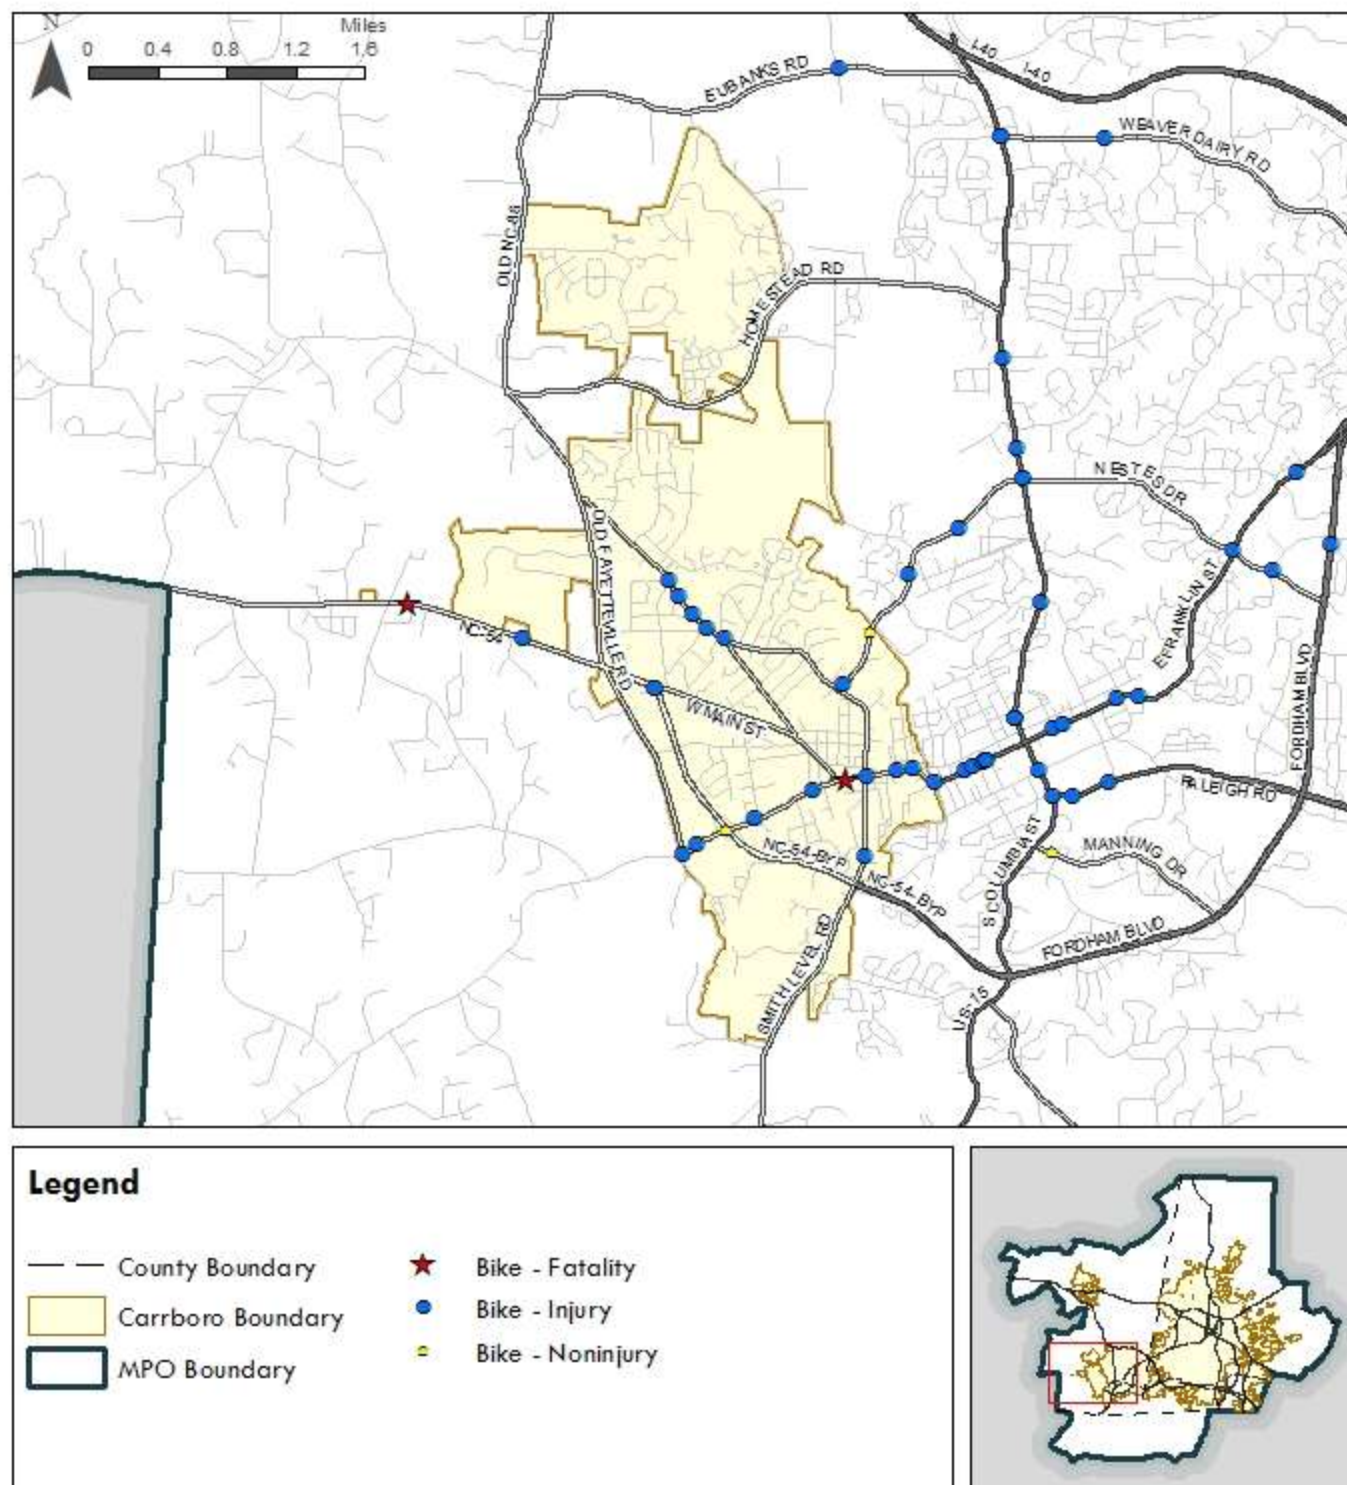 N
Miles
0 0.4 0.8 1.2 1.6
I-40
I-40
EUBANKS RD
WEAVER DAIRY RD
OLD NC-86
HOMESTEAD RD
N ESTES DR
OLD FAYETTEVILLE RD
E FRANKLIN ST
NC-54
W MAIN ST
FORDHAM BLVD
RALEIGH RD
S COLUMBIA ST
MANNING DR
NC-54-BYP
NC-54-BYP
SMITH LEVEL RD
FORDHAM BLVD
US-15
Legend
County Boundary
Carrboro Boundary
MPO Boundary
Bike - Fatality
Bike - Injury
Bike - Noninjury